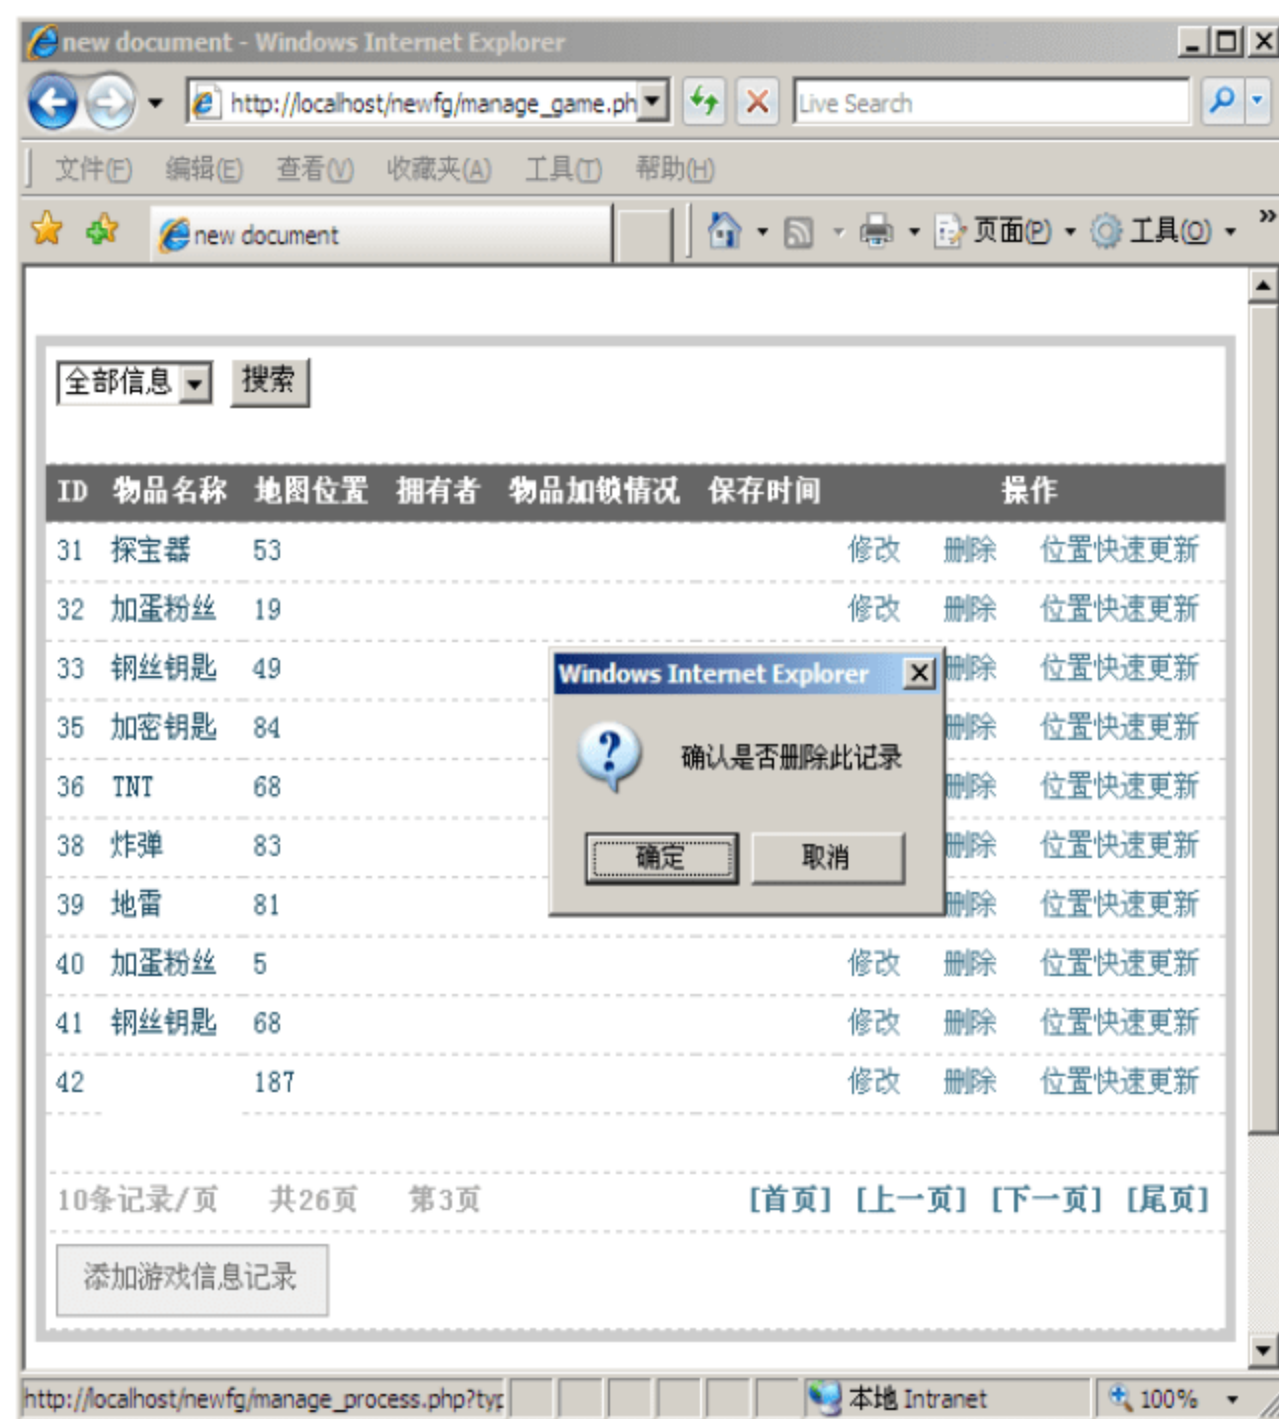 new document - Windows Internet Explorer
http://localhost/newfg/manage_game.ph
Live Search
文件(F) 编辑(E) 查看(V) 收藏夹(A) 工具(T) 帮助(H)
new document
页面(P) 工具(O) »
全部信息 搜索
ID 物品名称 地图位置 拥有者 物品加锁情况 保存时间 操作
31 探宝器 53 修改 删除 位置快速更新
32 加蛋粉丝 19 修改 删除 位置快速更新
33 钢丝钥匙 49 删除 位置快速更新
35 加密钥匙 84 删除 位置快速更新
36 TNT 68 删除 位置快速更新
38 炸弹 83 删除 位置快速更新
39 地雷 81 删除 位置快速更新
40 加蛋粉丝 5 修改 删除 位置快速更新
41 钢丝钥匙 68 修改 删除 位置快速更新
42 187 修改 删除 位置快速更新
Windows Internet Explorer
确认是否删除此记录
确定 取消
10条记录/页 共26页 第3页 [首页] [上一页] [下一页] [尾页]
添加游戏信息记录
http://localhost/newfg/manage_process.php?typ 本地 Intranet 100%